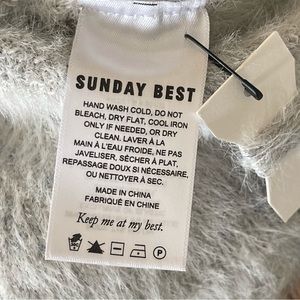 SUNDAY BEST
HAND WASH COLD, DO NOT
BLEACH, DRY FLAT, COOL IRON
ONLY IF NEEDED, OR DRY
CLEAN. LAVER À LA
MAIN À L'EAU FROIDE, NE PAS
JAVELISER, SÉCHER À PLAT,
REPASSAGE DOUX SI NÉCESSAIRE,
OU NETTOYER À SEC.
MADE IN CHINA
FABRIQUÉ EN CHINE
Keep me at my best.
P